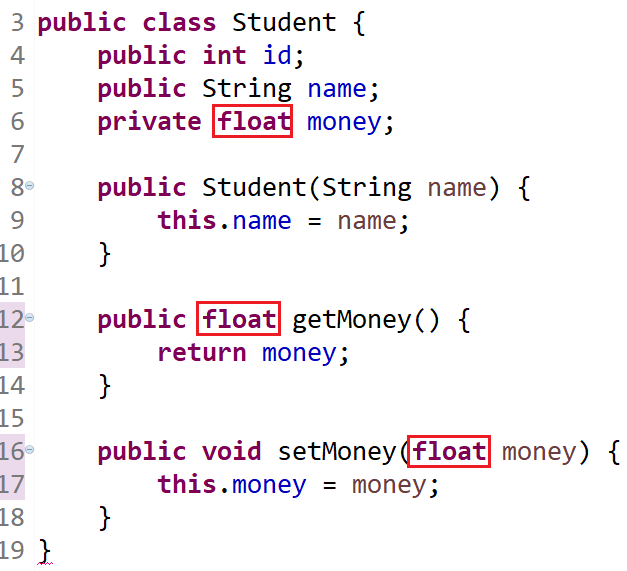 3 public class Student {
4     public int id;
5     public String name;
6     private float money;
7
8     public Student(String name) {
9         this.name = name;
10     }
11
12     public float getMoney() {
13         return money;
14     }
15
16     public void setMoney(float money) {
17         this.money = money;
18     }
19 }